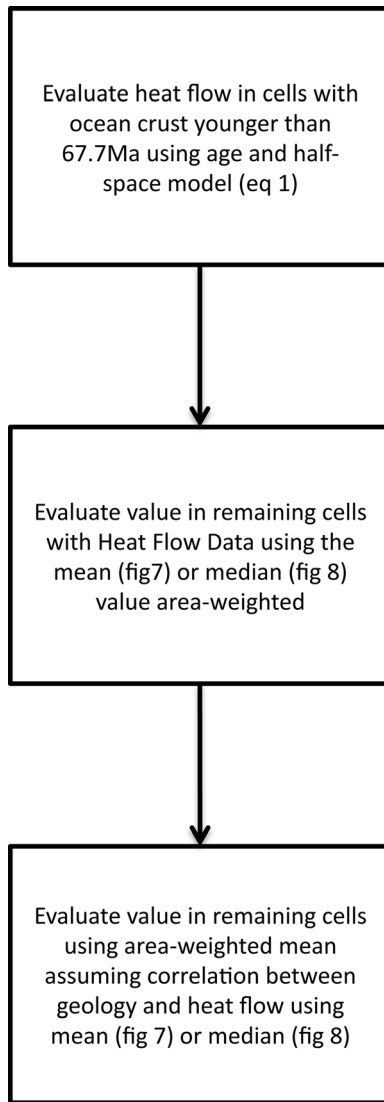 Evaluate heat flow in cells with
ocean crust younger than
67.7Ma using age and half-
space model (eq 1)
Evaluate value in remaining cells
with Heat Flow Data using the
mean (fig7) or median (fig 8)
value area-weighted
Evaluate value in remaining cells
using area-weighted mean
assuming correlation between
geology and heat flow using
mean (fig 7) or median (fig 8)